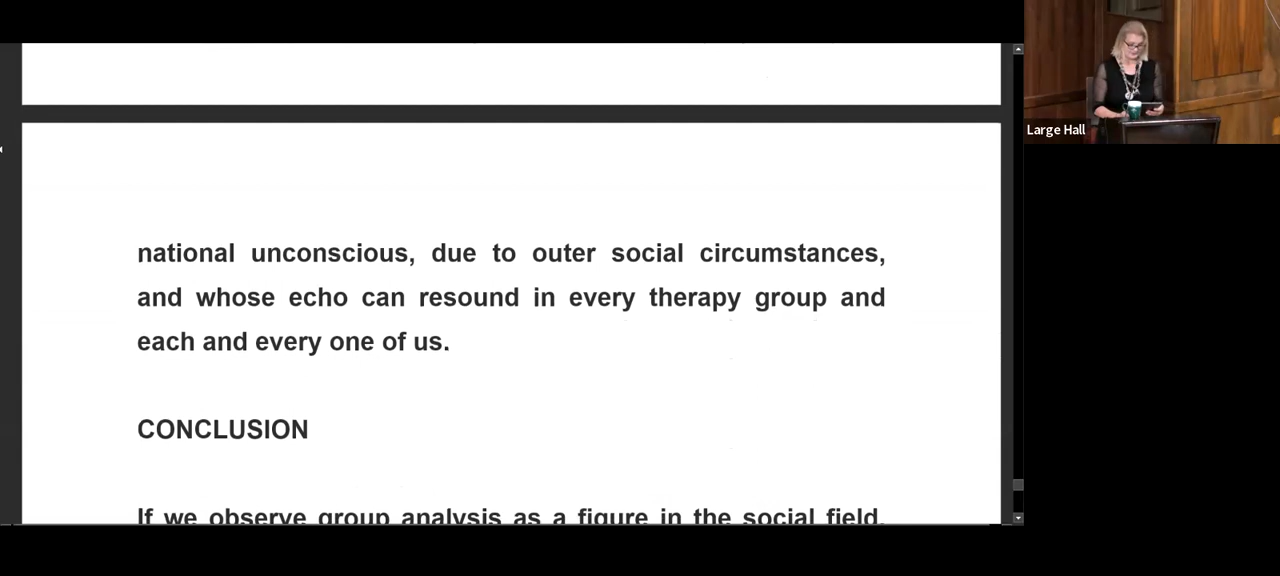 national unconscious, due to outer social circumstances,
and whose echo can resound in every therapy group and
each and every one of us.
CONCLUSION
If we observe group analysis as a figure in the social field,
Large Hall